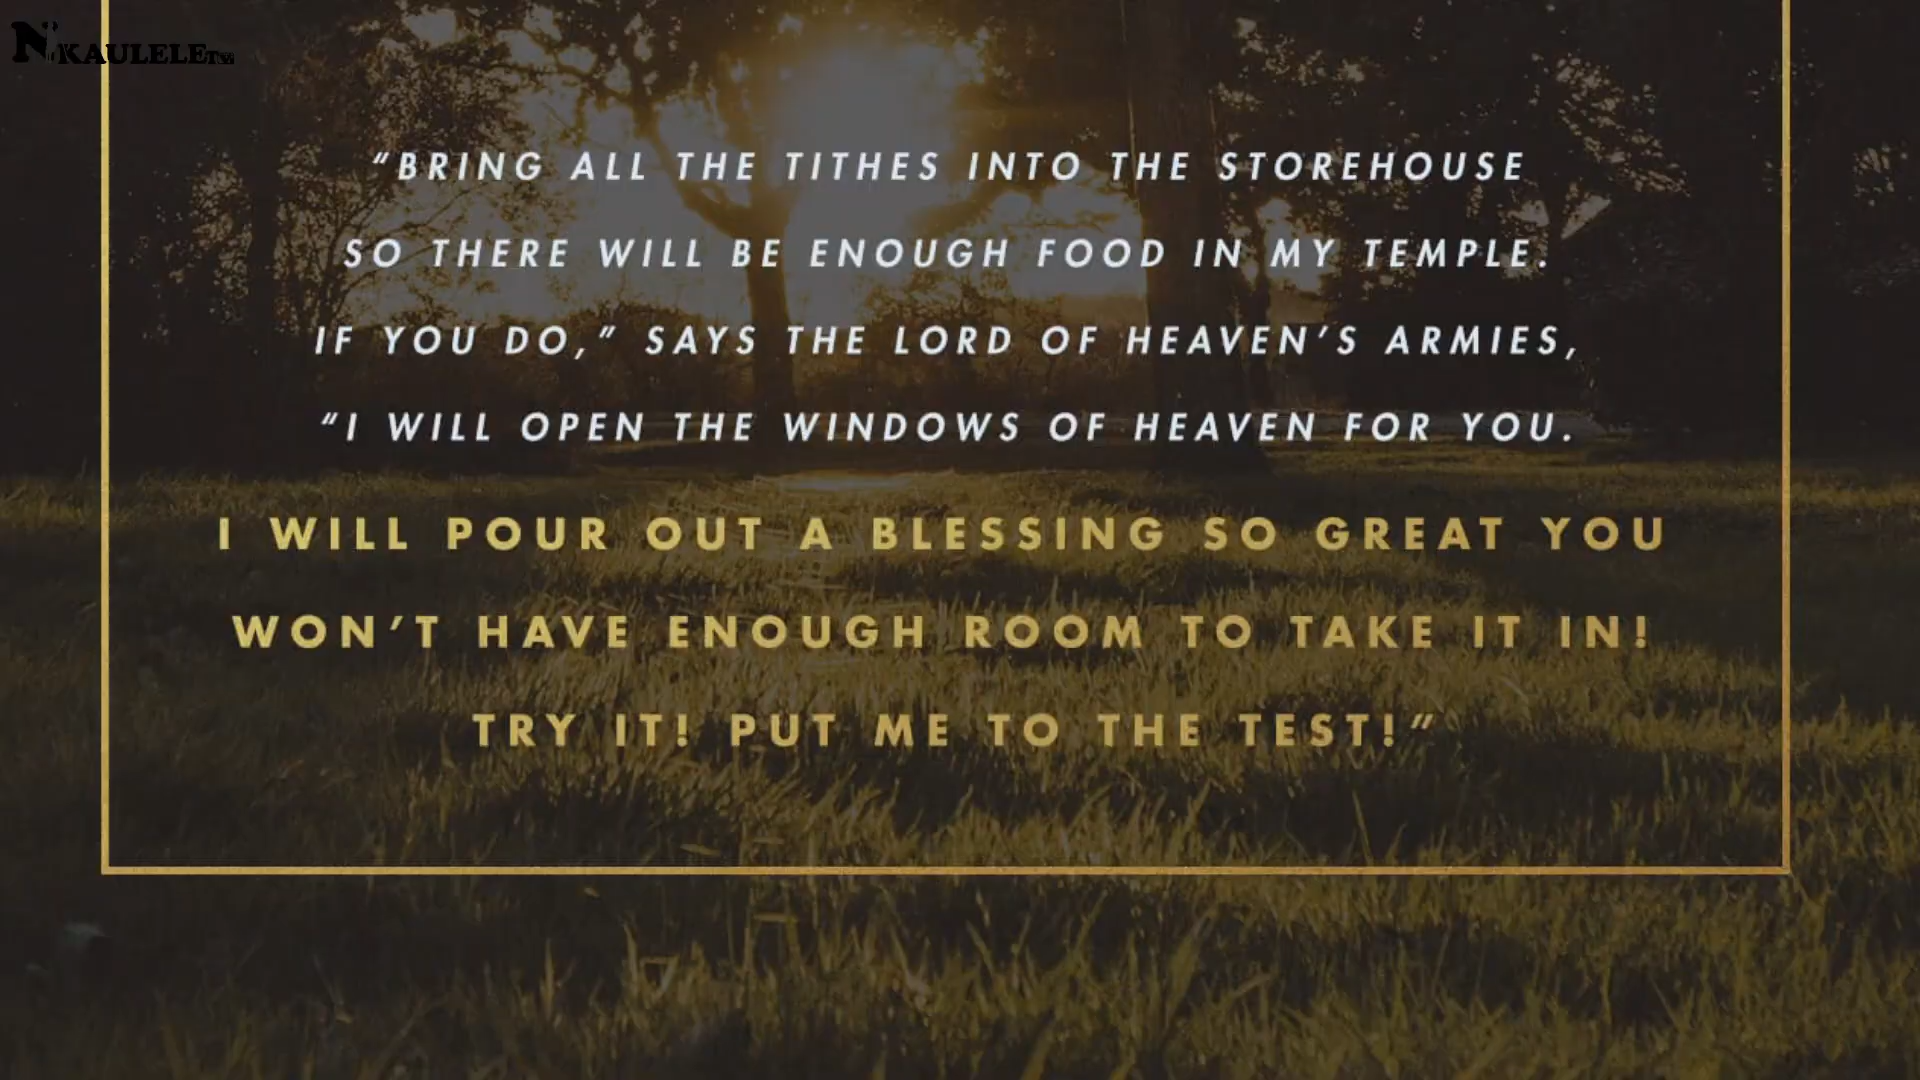 NKAULELETM
“BRING ALL THE TITHES INTO THE STOREHOUSE
SO THERE WILL BE ENOUGH FOOD IN MY TEMPLE.
IF YOU DO,” SAYS THE LORD OF HEAVEN’S ARMIES,
“I WILL OPEN THE WINDOWS OF HEAVEN FOR YOU.
I WILL POUR OUT A BLESSING SO GREAT YOU
WON’T HAVE ENOUGH ROOM TO TAKE IT IN!
TRY IT! PUT ME TO THE TEST!”